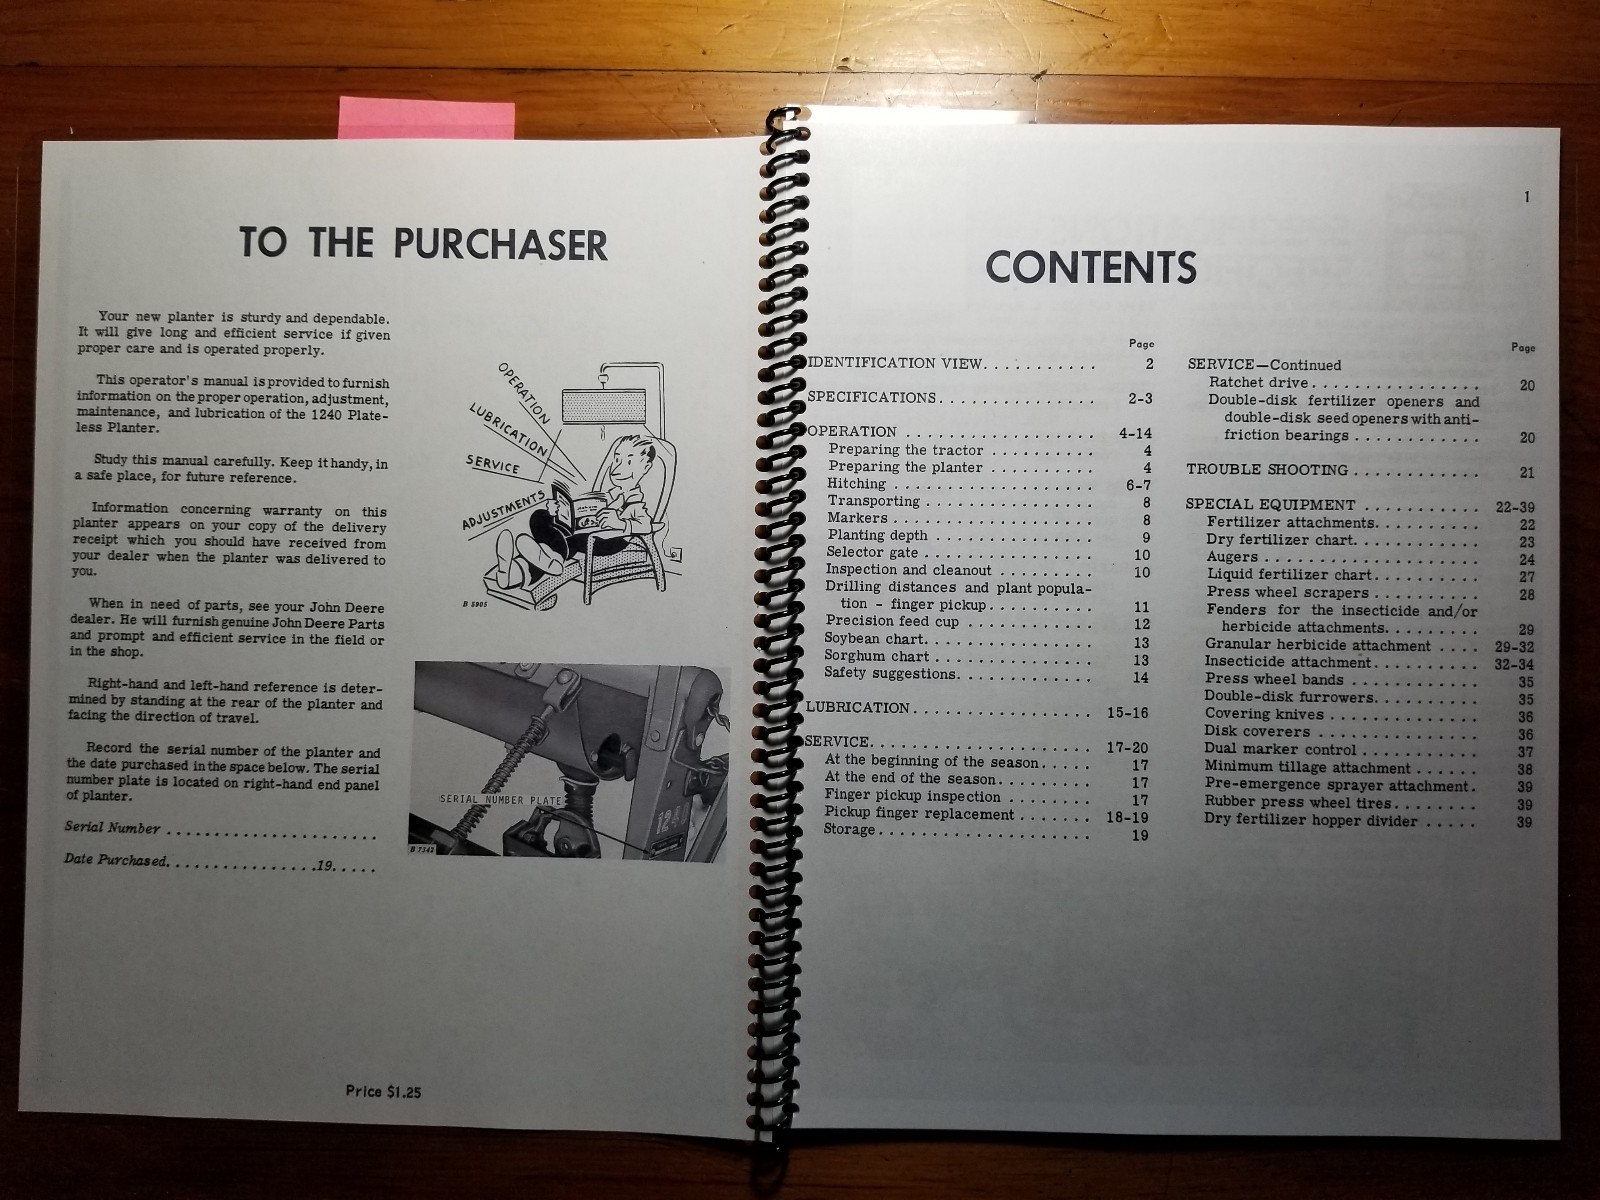 TO THE PURCHASER
Your new planter is sturdy and dependable.
It will give long and efficient service if given
proper care and is operated properly.
This operator's manual is provided to furnish
information on the proper operation, adjustment,
maintenance, and lubrication of the 1240 Plate-
less Planter.
Study this manual carefully. Keep it handy, in
a safe place, for future reference.
Information concerning warranty on this
planter appears on your copy of the delivery
receipt which you should have received from
your dealer when the planter was delivered to
you.
When in need of parts, see your John Deere
dealer. He will furnish genuine John Deere Parts
and prompt and efficient service in the field or
in the shop.
Right-hand and left-hand reference is deter-
mined by standing at the rear of the planter and
facing the direction of travel.
Record the serial number of the planter and
the date purchased in the space below. The serial
number plate is located on right-hand end panel
of planter.
Serial Number . . . . . . . . . . . . . . . . . . . . .
Date Purchased. . . . . . . . . . . . . . . .19. . . . .
OPERATION
LUBRICATION
SERVICE
ADJUSTMENTS
B 5905
SERIAL NUMBER PLATE
B 7343
Price $1.25
1
CONTENTS
Page
IDENTIFICATION VIEW. . . . . . . . . . . 2
SPECIFICATIONS. . . . . . . . . . . . . . . 2-3
OPERATION . . . . . . . . . . . . . . . . . . 4-14
Preparing the tractor . . . . . . . . . . 4
Preparing the planter . . . . . . . . . . 4
Hitching . . . . . . . . . . . . . . . . . . . 6-7
Transporting . . . . . . . . . . . . . . . . 8
Markers . . . . . . . . . . . . . . . . . . . 8
Planting depth . . . . . . . . . . . . . . . 9
Selector gate . . . . . . . . . . . . . . . . 10
Inspection and cleanout . . . . . . . . . 10
Drilling distances and plant popula-
tion - finger pickup. . . . . . . . . . 11
Precision feed cup . . . . . . . . . . . . 12
Soybean chart. . . . . . . . . . . . . . . . 13
Sorghum chart . . . . . . . . . . . . . . . 13
Safety suggestions. . . . . . . . . . . . . 14
LUBRICATION. . . . . . . . . . . . . . . . . 15-16
SERVICE. . . . . . . . . . . . . . . . . . . . . 17-20
At the beginning of the season. . . . . 17
At the end of the season. . . . . . . . . 17
Finger pickup inspection . . . . . . . . 17
Pickup finger replacement . . . . . . . 18-19
Storage. . . . . . . . . . . . . . . . . . . . 19
Page
SERVICE—Continued
Ratchet drive. . . . . . . . . . . . . . . . 20
Double-disk fertilizer openers and
double-disk seed openers with anti-
friction bearings . . . . . . . . . . . . 20
TROUBLE SHOOTING . . . . . . . . . . . . 21
SPECIAL EQUIPMENT . . . . . . . . . . . 22-39
Fertilizer attachments. . . . . . . . . . 22
Dry fertilizer chart. . . . . . . . . . . . 23
Augers . . . . . . . . . . . . . . . . . . . . 24
Liquid fertilizer chart. . . . . . . . . . 27
Press wheel scrapers . . . . . . . . . . 28
Fenders for the insecticide and/or
herbicide attachments. . . . . . . . . 29
Granular herbicide attachment . . . . 29-32
Insecticide attachment. . . . . . . . . . 32-34
Press wheel bands . . . . . . . . . . . . 35
Double-disk furrowers. . . . . . . . . . 35
Covering knives . . . . . . . . . . . . . . 36
Disk coverers . . . . . . . . . . . . . . . 36
Dual marker control . . . . . . . . . . . 37
Minimum tillage attachment . . . . . . 38
Pre-emergence sprayer attachment. 39
Rubber press wheel tires. . . . . . . . 39
Dry fertilizer hopper divider . . . . . 39